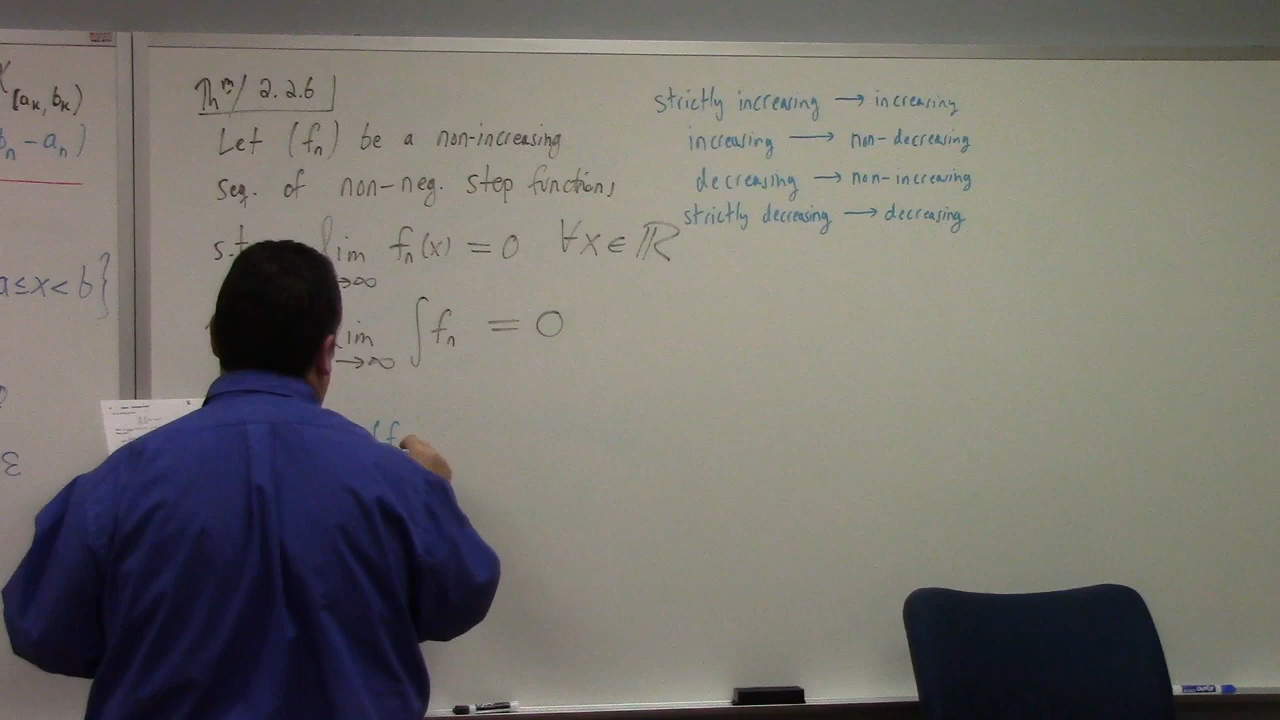 [aₖ, bₖ)
bₙ − aₙ)
a ≤ x < b}
ε
Thᵐ/ 2.2.6
Let (fₙ) be a non-increasing
seq. of non-neg. step functions
s.t. lim fₙ(x) = 0 ∀x ∈ ℝ
→∞
lim ∫fₙ = 0
→∞
(f
strictly increasing → increasing
increasing → non-decreasing
decreasing → non-increasing
strictly decreasing → decreasing